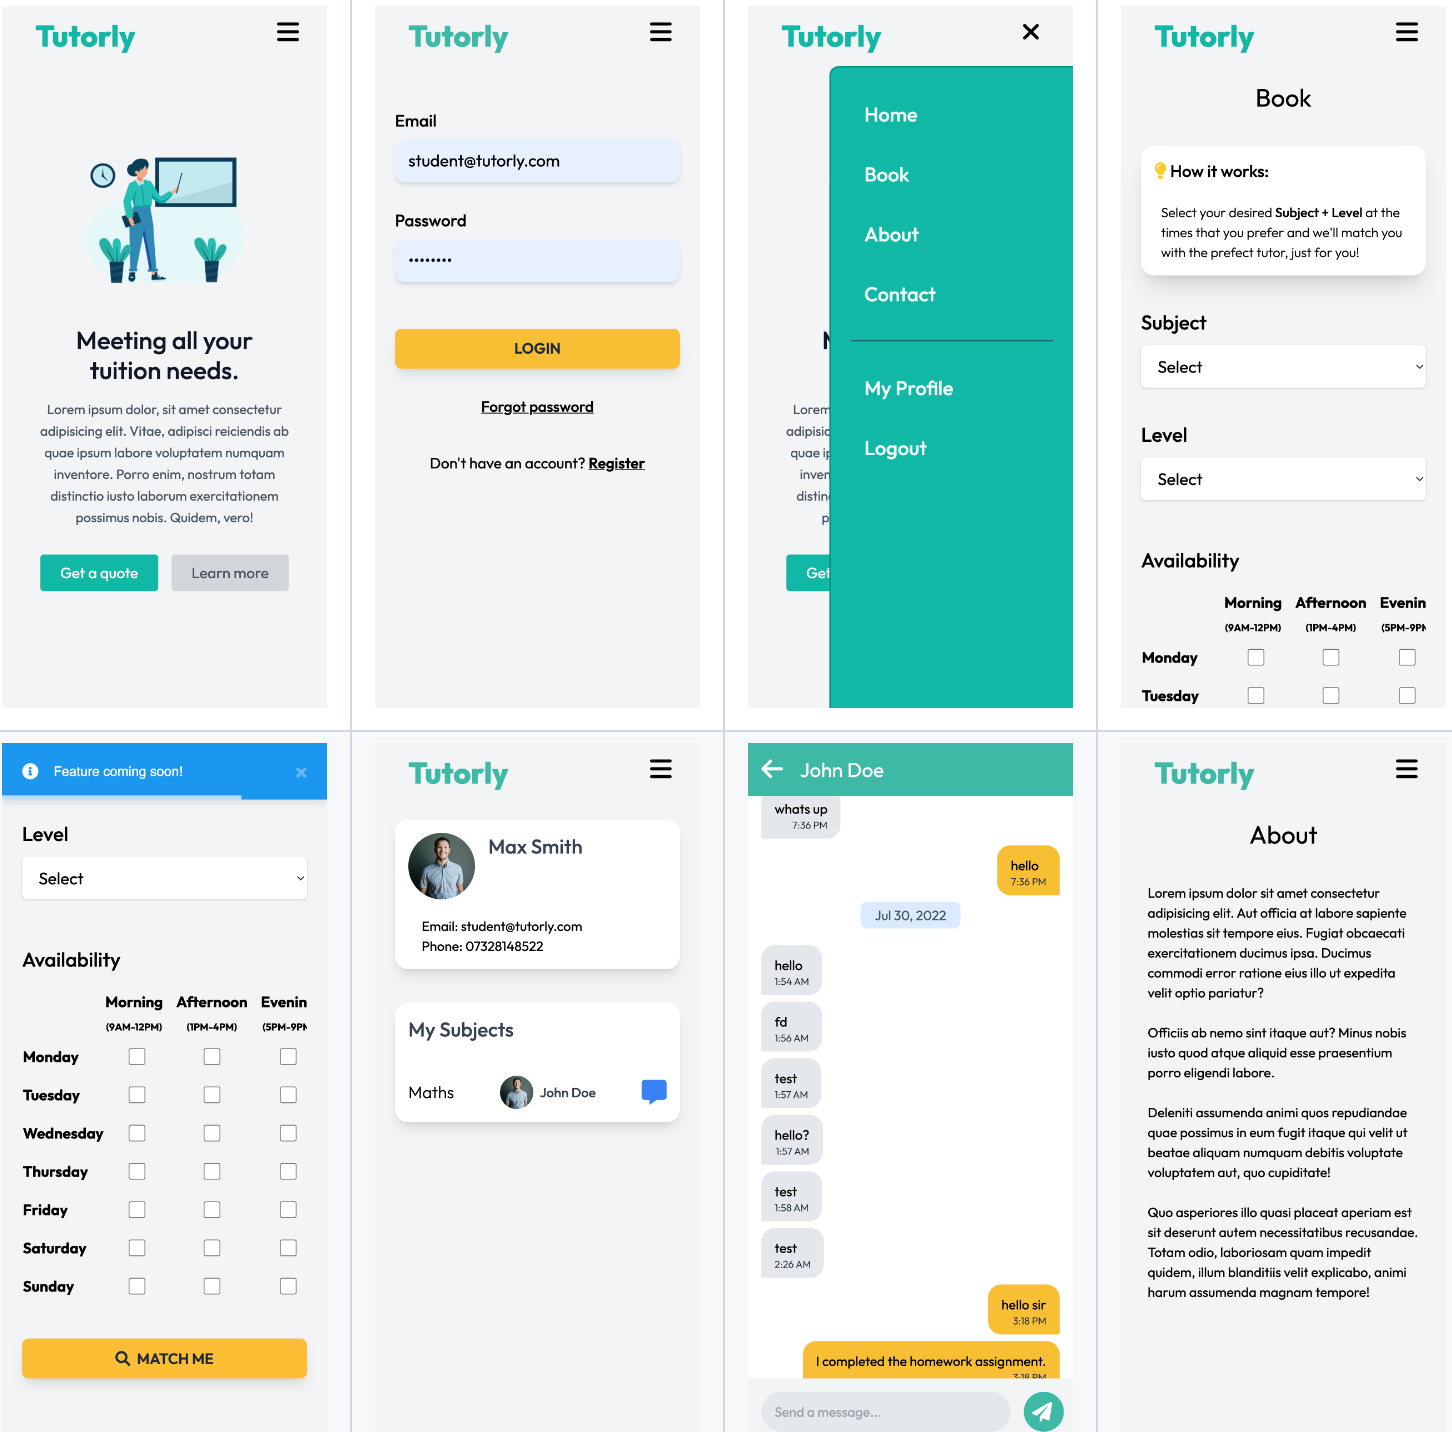 Tutorly
Meeting all your
tuition needs.
Lorem ipsum dolor, sit amet consectetur
adipisicing elit. Vitae, adipisci reiciendis ab
quae ipsum labore voluptatem numquam
inventore. Porro enim, nostrum totam
distinctio iusto laborum exercitationem
possimus nobis. Quidem, vero!
Get a quote
Learn more
Tutorly
Email
student@tutorly.com
Password
LOGIN
Forgot password
Don't have an account? Register
Tutorly
Home
Book
About
Contact
My Profile
Logout
M
Lorem
adipisic
quae ip
inven
distin
p
Get
Tutorly
Book
How it works:
Select your desired Subject + Level at the
times that you prefer and we'll match you
with the prefect tutor, just for you!
Subject
Select
Level
Select
Availability
Morning Afternoon Evenin
(9AM-12PM) (1PM-4PM) (5PM-9PM
Monday
Tuesday
Feature coming soon!
Level
Select
Availability
Morning Afternoon Evenin
(9AM-12PM) (1PM-4PM) (5PM-9PM
Monday
Tuesday
Wednesday
Thursday
Friday
Saturday
Sunday
MATCH ME
Tutorly
Max Smith
Email: student@tutorly.com
Phone: 07328148522
My Subjects
Maths John Doe
John Doe
whats up
7:36 PM
hello
7:36 PM
Jul 30, 2022
hello
1:54 AM
fd
1:56 AM
test
1:57 AM
hello?
1:57 AM
test
1:58 AM
test
2:26 AM
hello sir
3:18 PM
I completed the homework assignment.
3:18 PM
Send a message...
Tutorly
About
Lorem ipsum dolor sit amet consectetur
adipisicing elit. Aut officia at labore sapiente
molestias sit tempore eius. Fugiat obcaecati
exercitationem ducimus ipsa. Ducimus
commodi error ratione eius illo ut expedita
velit optio pariatur?
Officiis ab nemo sint itaque aut? Minus nobis
iusto quod atque aliquid esse praesentium
porro eligendi labore.
Deleniti assumenda animi quos repudiandae
quae possimus in eum fugit itaque qui velit ut
beatae aliquam numquam debitis voluptate
voluptatem aut, quo cupiditate!
Quo asperiores illo quasi placeat aperiam est
sit deserunt autem necessitatibus recusandae.
Totam odio, laboriosam quam impedit
quidem, illum blanditiis velit explicabo, animi
harum assumenda magnam tempore!